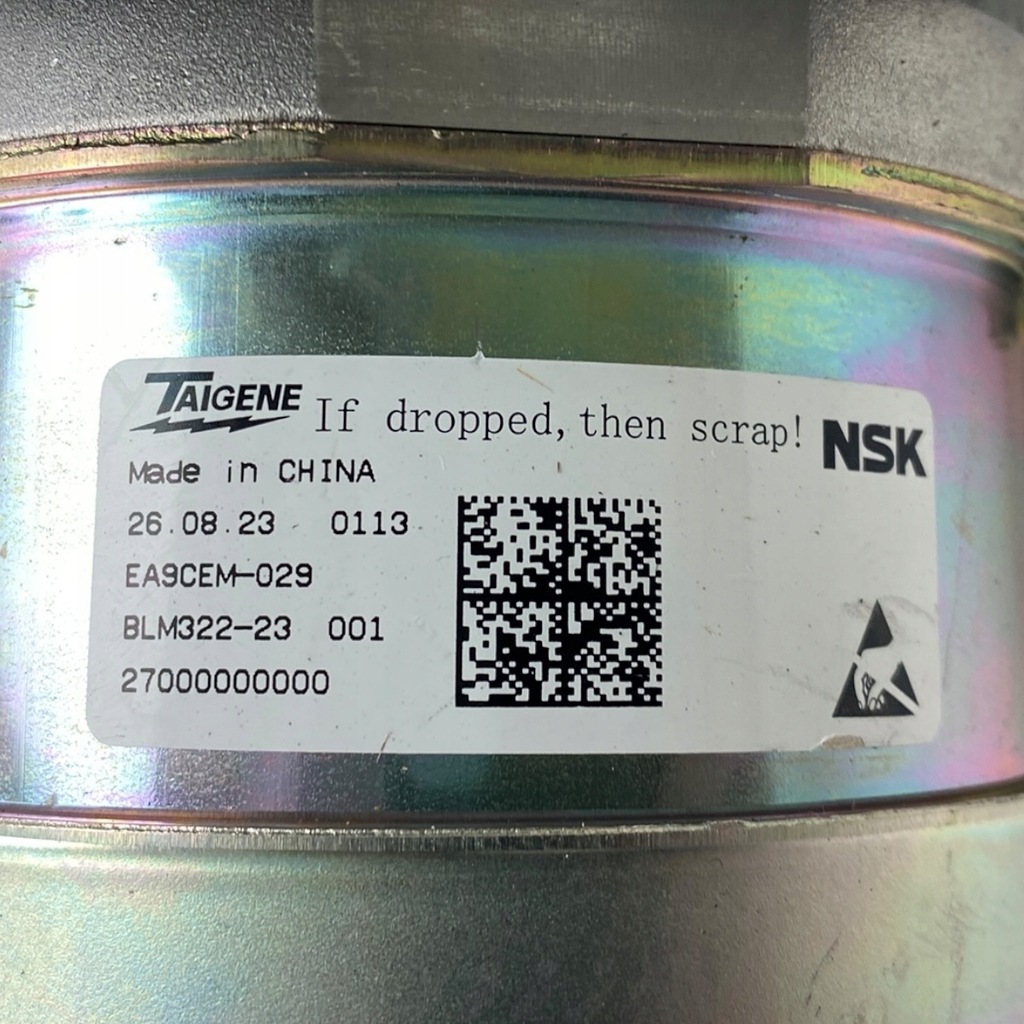 TAIGENE If dropped, then scrap! NSK
Made in CHINA
26.08.23 0113
EA9CEM-029
BLM322-23 001
27000000000